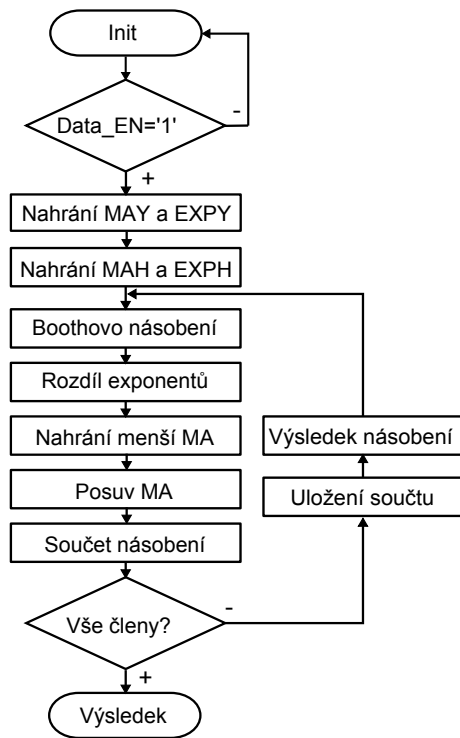 Init
Data_EN='1'
-
+
Nahrání MAY a EXPY
Nahrání MAH a EXPH
Boothovo násobení
Rozdíl exponentů
Nahrání menší MA
Výsledek násobení
Posuv MA
Uložení součtu
Součet násobení
Vše členy?
-
+
Výsledek